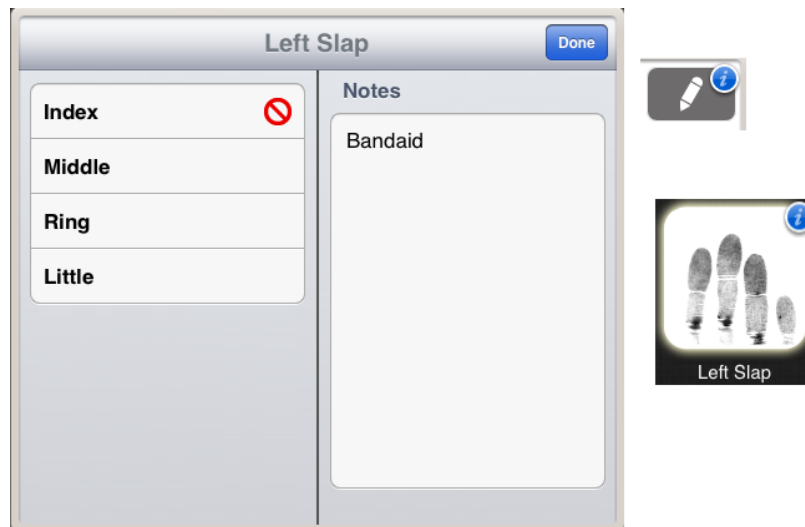 Left Slap
Done
Index
Middle
Ring
Little
Notes
Bandaid
i
i
Left Slap